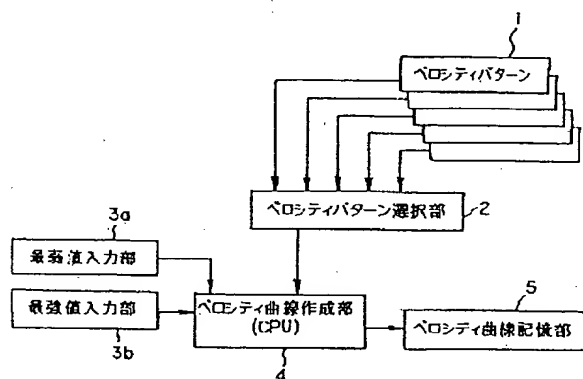 1
ベロシティパターン
ベロシティパターン選択部
2
3a
最弱値入力部
最強値入力部
3b
ベロシティ曲線作成部
(CPU)
4
5
ベロシティ曲線記憶部